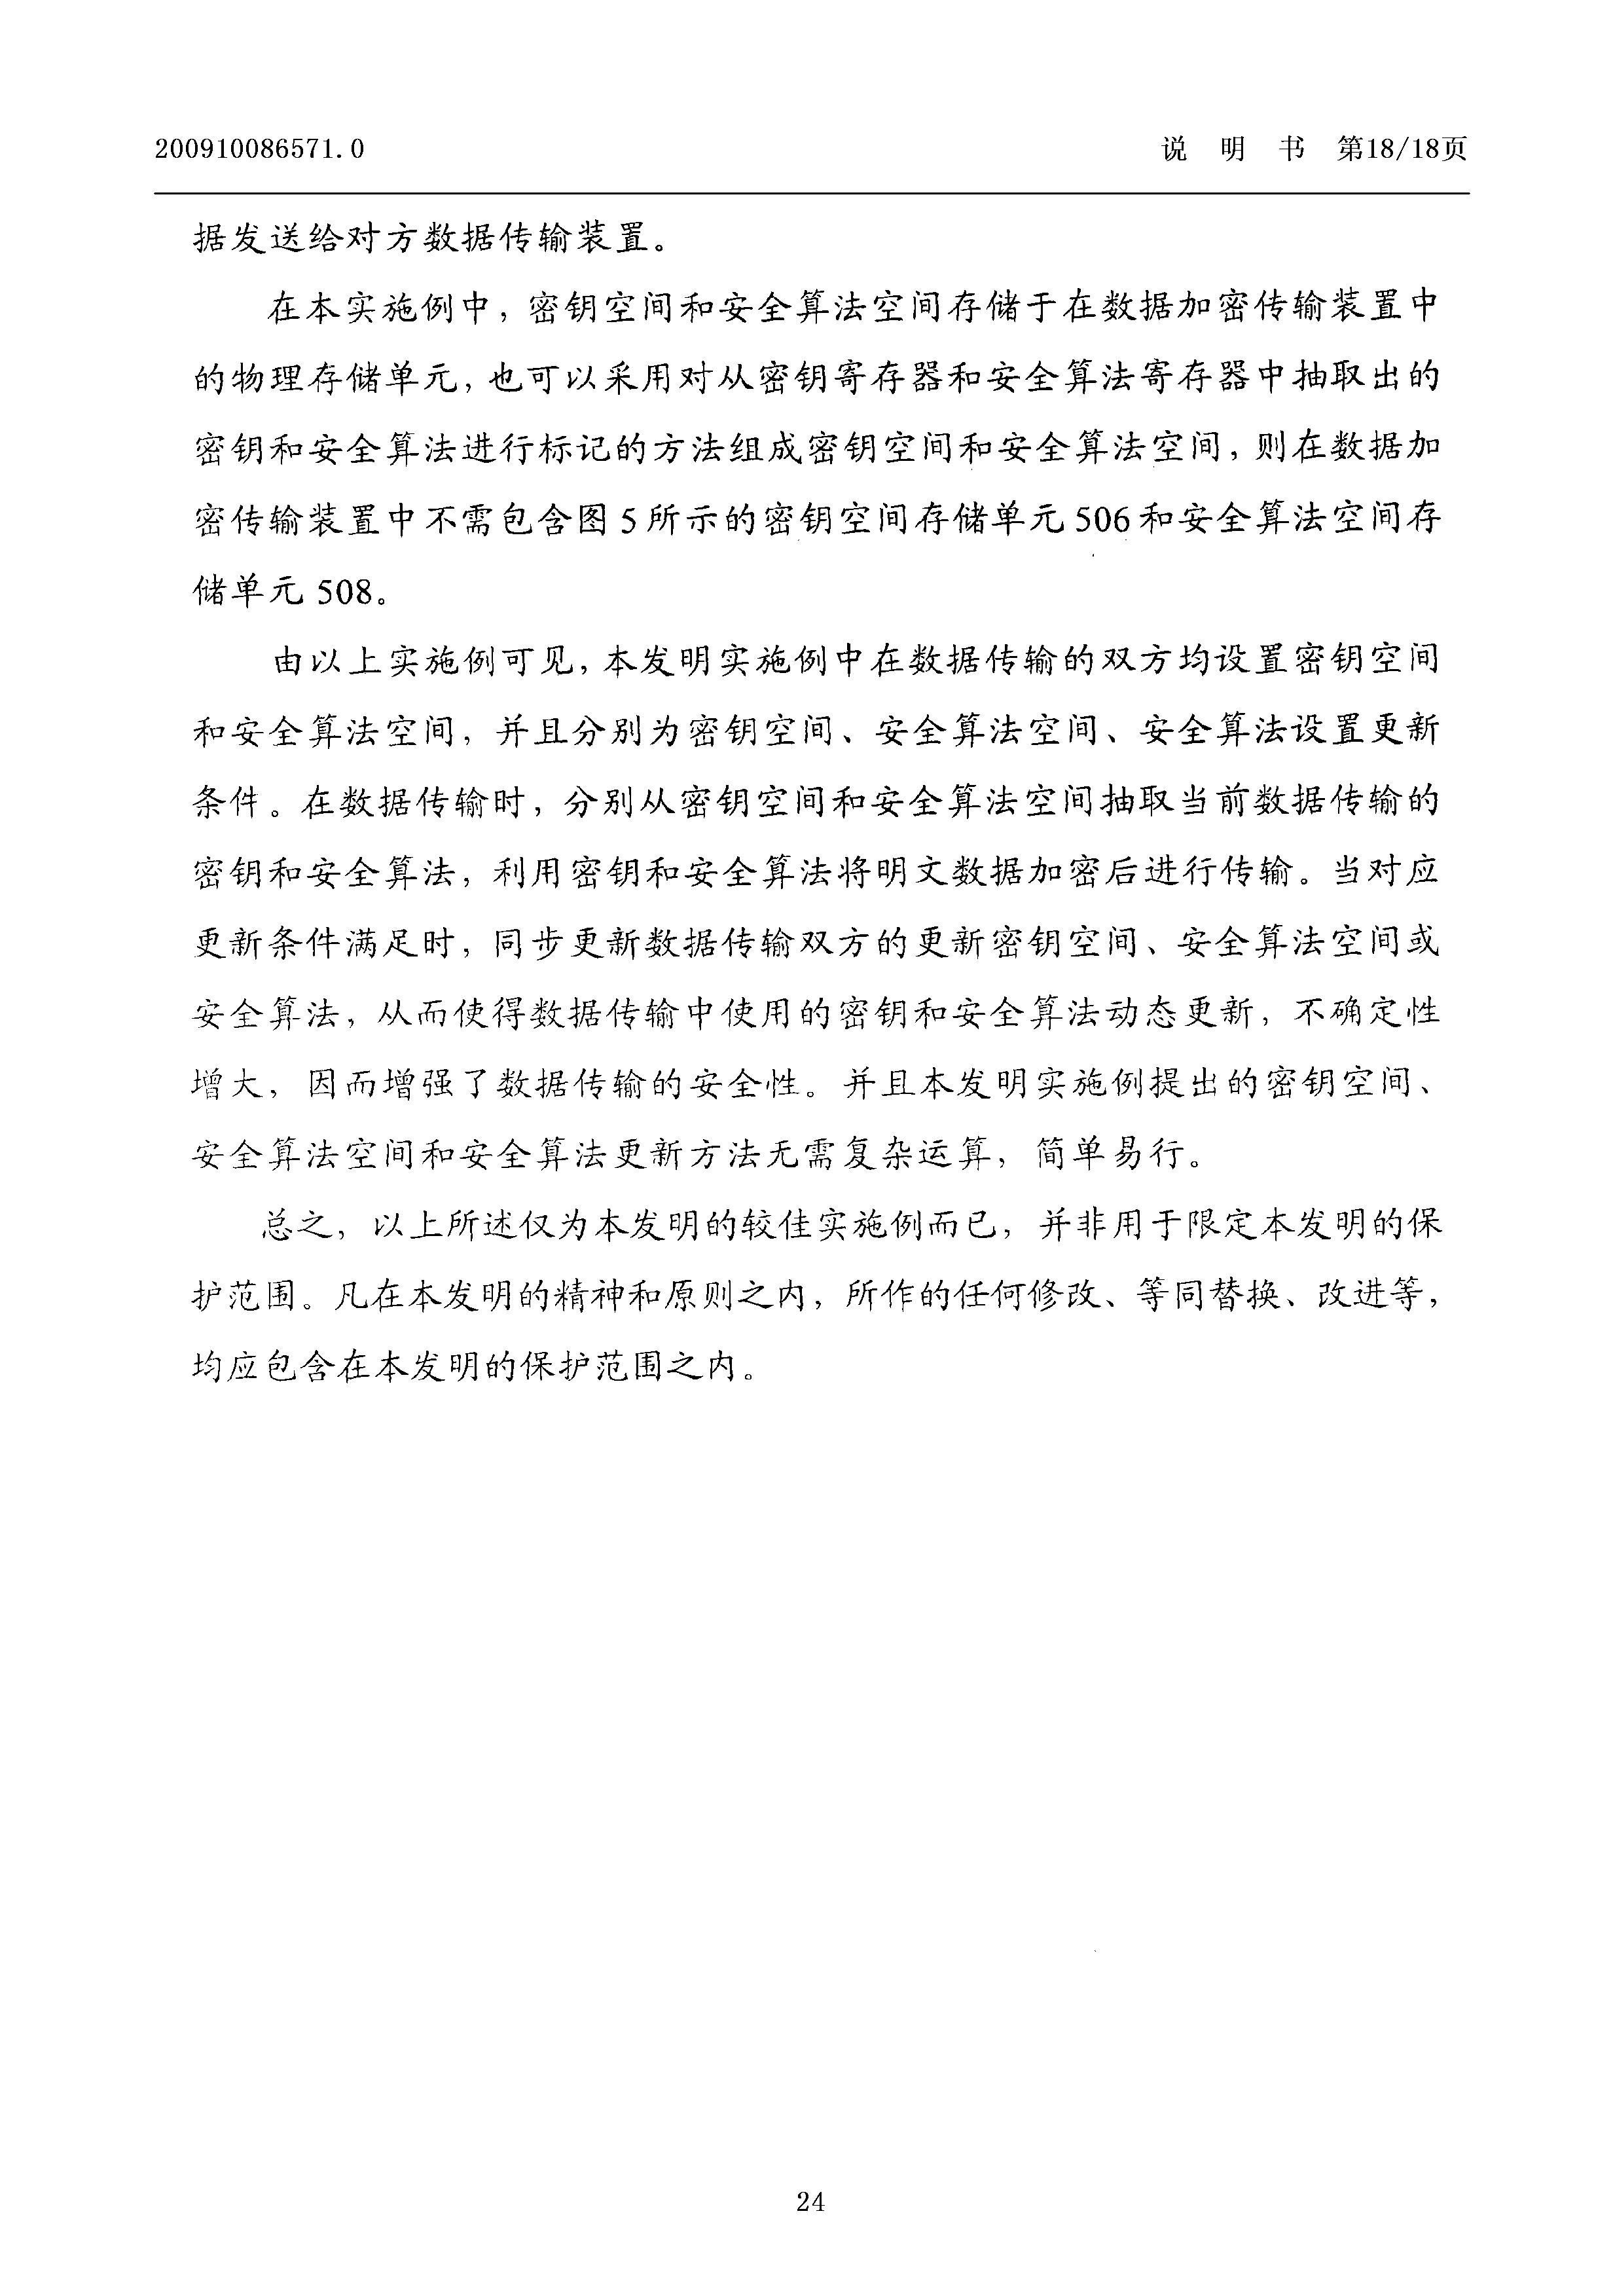 200910086571.0
说 明 书 第18/18页
据发送给对方数据传输装置。
在本实施例中，密钥空间和安全算法空间存储于在数据加密传输装置中
的物理存储单元，也可以采用对从密钥寄存器和安全算法寄存器中抽取出的
密钥和安全算法进行标记的方法组成密钥空间和安全算法空间，则在数据加
密传输装置中不需包含图 5 所示的密钥空间存储单元 506 和安全算法空间存
储单元 508。
由以上实施例可见，本发明实施例中在数据传输的双方均设置密钥空间
和安全算法空间，并且分别为密钥空间、安全算法空间、安全算法设置更新
条件。在数据传输时，分别从密钥空间和安全算法空间抽取当前数据传输的
密钥和安全算法，利用密钥和安全算法将明文数据加密后进行传输。当对应
更新条件满足时，同步更新数据传输双方的更新密钥空间、安全算法空间或
安全算法，从而使得数据传输中使用的密钥和安全算法动态更新，不确定性
增大，因而增强了数据传输的安全性。并且本发明实施例提出的密钥空间、
安全算法空间和安全算法更新方法无需复杂运算，简单易行。
总之，以上所述仅为本发明的较佳实施例而已，并非用于限定本发明的保
护范围。凡在本发明的精神和原则之内，所作的任何修改、等同替换、改进等，
均应包含在本发明的保护范围之内。
24